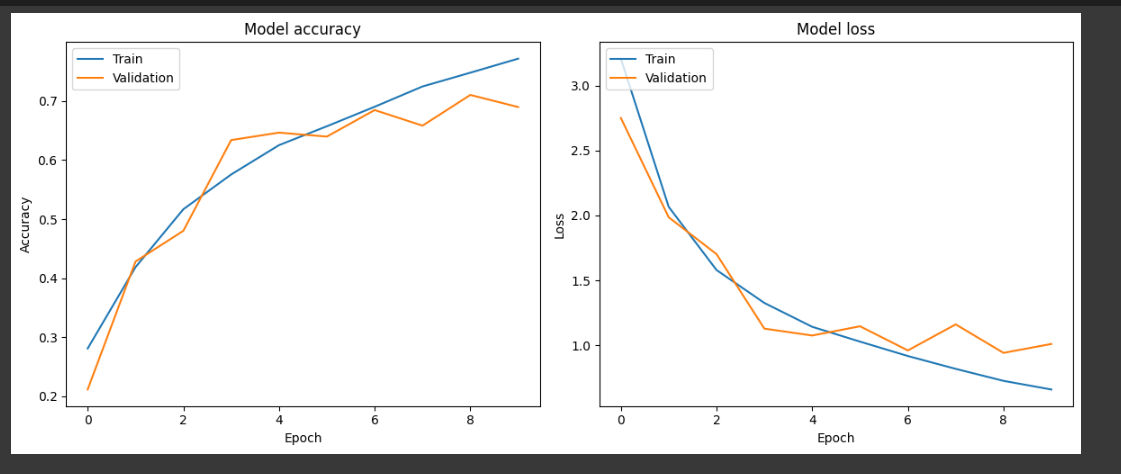 Model accuracy
Train
Validation
0.7
0.6
0.5
0.4
0.3
0.2
Accuracy
0 2 4 6 8
Epoch
Model loss
Train
Validation
3.0
2.5
2.0
1.5
1.0
Loss
0 2 4 6 8
Epoch